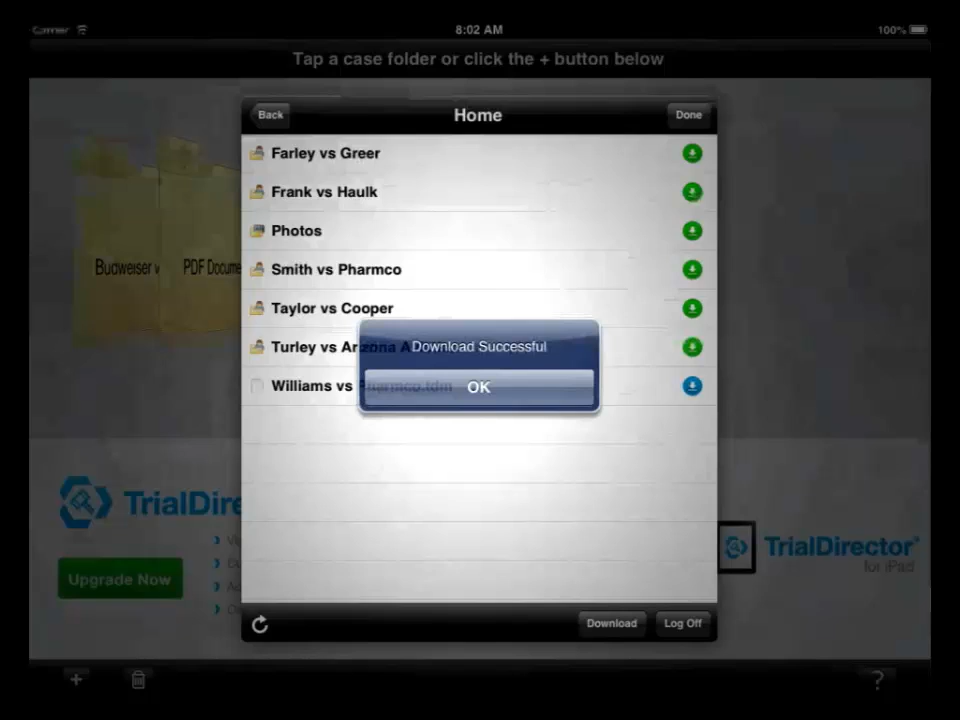 Carrier 8:02 AM 100%
Tap a case folder or click the + button below
Back Home Done
Farley vs Greer
Frank vs Haulk
Photos
Smith vs Pharmco
Taylor vs Cooper
Turley vs Arizona
Williams vs Pharmco.tdm
Download Successful
OK
Budweiser v
PDF Docume
TrialDire
Upgrade Now
TrialDirector®
for iPad
Download Log Off
+ ?